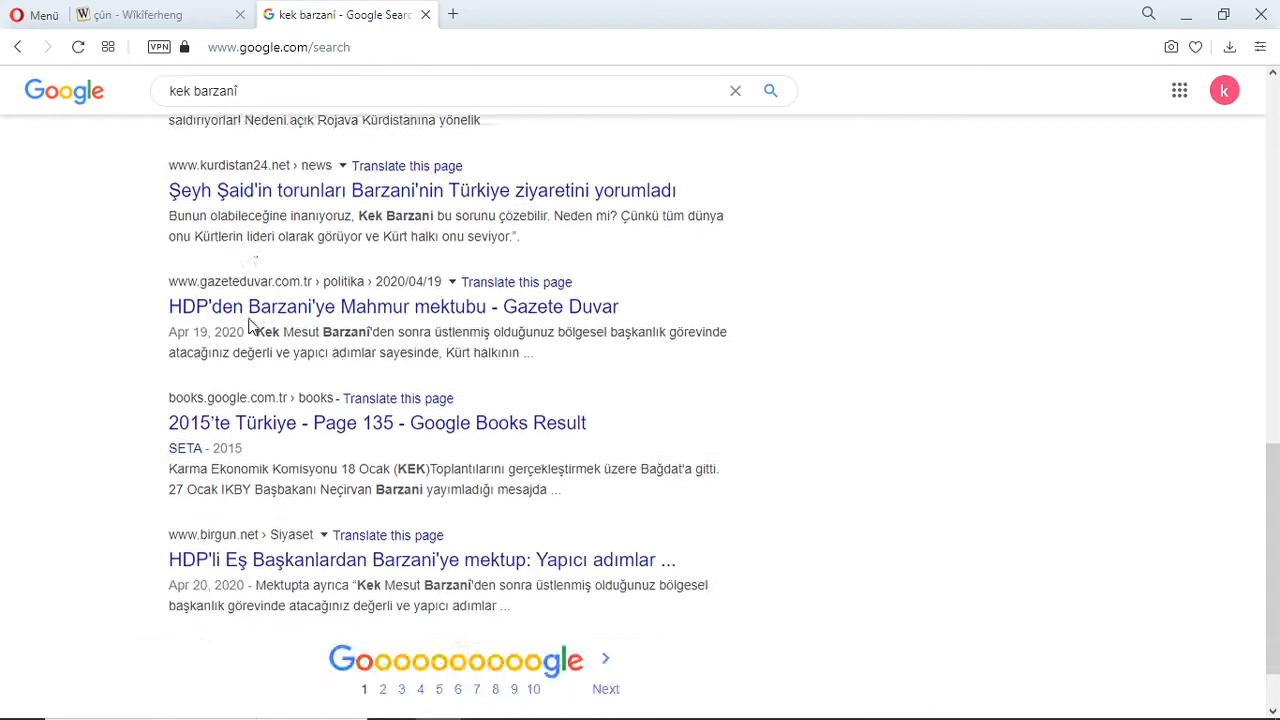 Menü
çûn - Wîkîferheng
kek barzanî - Google Searc
VPN
www.google.com/search
Google
kek barzanî
k
saldırıyorlar! Nedeni açık Rojava Kürdistanına yönelik
www.kurdistan24.net › news Translate this page
Şeyh Şaid'in torunları Barzani'nin Türkiye ziyaretini yorumladı
Bunun olabileceğine inanıyoruz, Kek Barzani bu sorunu çözebilir. Neden mi? Çünkü tüm dünya
onu Kürtlerin lideri olarak görüyor ve Kürt halkı onu seviyor.”.
www.gazeteduvar.com.tr › politika › 2020/04/19 Translate this page
HDP'den Barzani'ye Mahmur mektubu - Gazete Duvar
Apr 19, 2020 Kek Mesut Barzanî'den sonra üstlenmiş olduğunuz bölgesel başkanlık görevinde
atacağınız değerli ve yapıcı adımlar sayesinde, Kürt halkının ...
books.google.com.tr › books - Translate this page
2015’te Türkiye - Page 135 - Google Books Result
SETA - 2015
Karma Ekonomik Komisyonu 18 Ocak (KEK)Toplantılarını gerçekleştirmek üzere Bağdat'a gitti.
27 Ocak IKBY Başbakanı Neçirvan Barzani yayımladığı mesajda ...
www.birgun.net › Siyaset Translate this page
HDP'li Eş Başkanlardan Barzani'ye mektup: Yapıcı adımlar ...
Apr 20, 2020 - Mektupta ayrıca “Kek Mesut Barzanî'den sonra üstlenmiş olduğunuz bölgesel
başkanlık görevinde atacağınız değerli ve yapıcı adımlar ...
Goooooooooogle
1 2 3 4 5 6 7 8 9 10 Next